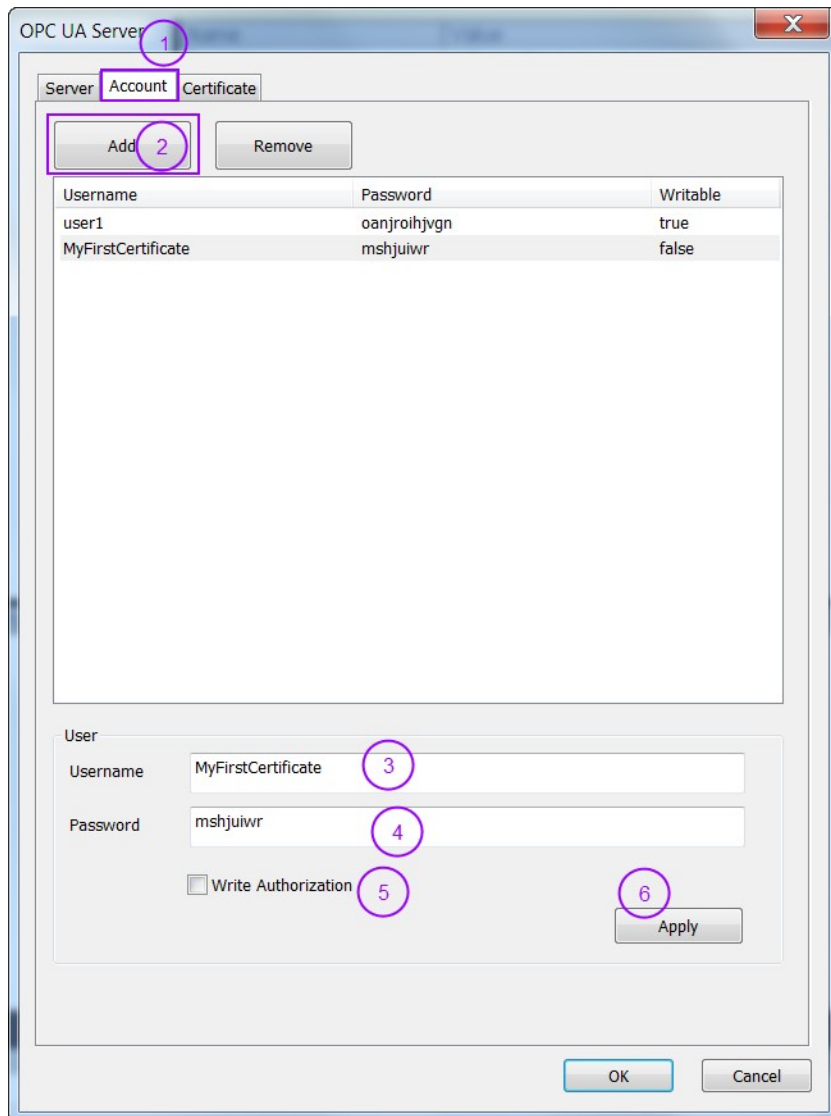 OPC UA Server
1
Server Account Certificate
Add 2 Remove
Username Password Writable
user1 oanjroihjvgn true
MyFirstCertificate mshjuiwr false
User
Username MyFirstCertificate 3
Password mshjuiwr 4
Write Authorization 5
6
Apply
OK Cancel